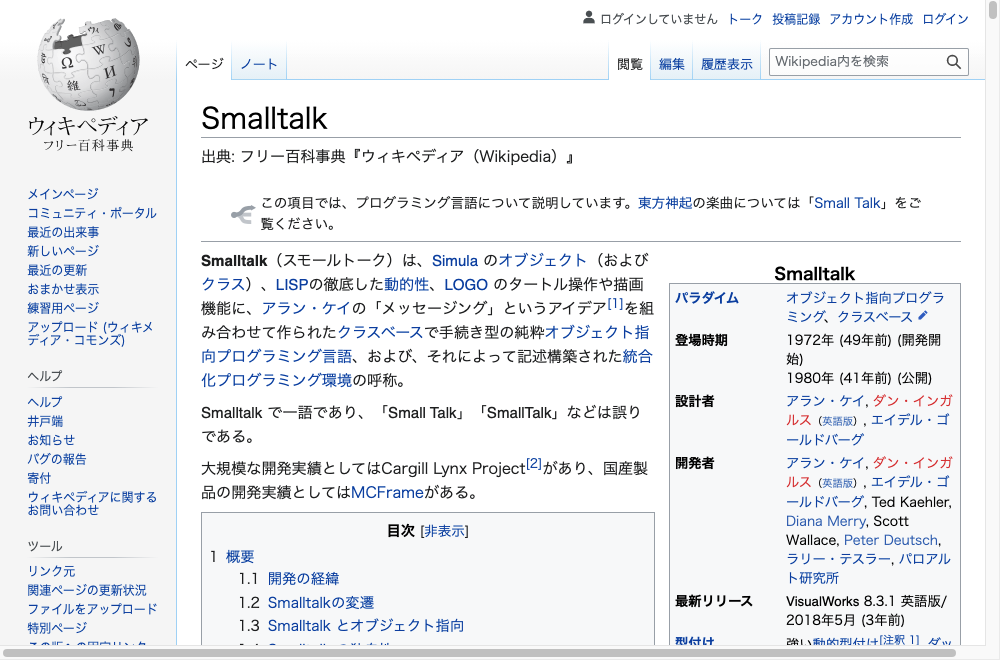 ログインしていません トーク 投稿記録 アカウント作成 ログイン
ページ ノート 閲覧 編集 履歴表示 Wikipedia内を検索
ウィキペディア
フリー百科事典
メインページ
コミュニティ・ポータル
最近の出来事
新しいページ
最近の更新
おまかせ表示
練習用ページ
アップロード (ウィキメ
ディア・コモンズ)
ヘルプ
ヘルプ
井戸端
お知らせ
バグの報告
寄付
ウィキペディアに関する
お問い合わせ
ツール
リンク元
関連ページの更新状況
ファイルをアップロード
特別ページ
Smalltalk
出典: フリー百科事典『ウィキペディア（Wikipedia）』
この項目では、プログラミング言語について説明しています。東方神起の楽曲については「Small Talk」をご
覧ください。
Smalltalk（スモールトーク）は、Simula のオブジェクト（および
クラス）、LISPの徹底した動的性、LOGO のタートル操作や描画
機能に、アラン・ケイの「メッセージング」というアイデア[1]を組
み合わせて作られたクラスベースで手続き型の純粋オブジェクト指
向プログラミング言語、および、それによって記述構築された統合
化プログラミング環境の呼称。
Smalltalk で一語であり、「Small Talk」「SmallTalk」などは誤り
である。
大規模な開発実績としてはCargill Lynx Project[2]があり、国産製
品の開発実績としてはMCFrameがある。
目次 [非表示]
1 概要
1.1 開発の経緯
1.2 Smalltalkの変遷
1.3 Smalltalk とオブジェクト指向
Smalltalk
パラダイム オブジェクト指向プログラ
ミング、クラスベース
登場時期 1972年 (49年前) (開発開
始)
1980年 (41年前) (公開)
設計者 アラン・ケイ, ダン・インガ
ルス（英語版）, エイデル・ゴ
ールドバーグ
開発者 アラン・ケイ, ダン・インガ
ルス（英語版）, エイデル・ゴ
ールドバーグ, Ted Kaehler,
Diana Merry, Scott
Wallace, Peter Deutsch,
ラリー・テスラー, パロアル
ト研究所
最新リリース VisualWorks 8.3.1 英語版/
2018年5月 (3年前)
型付け 強い動的型付け[注釈 1], ダッ